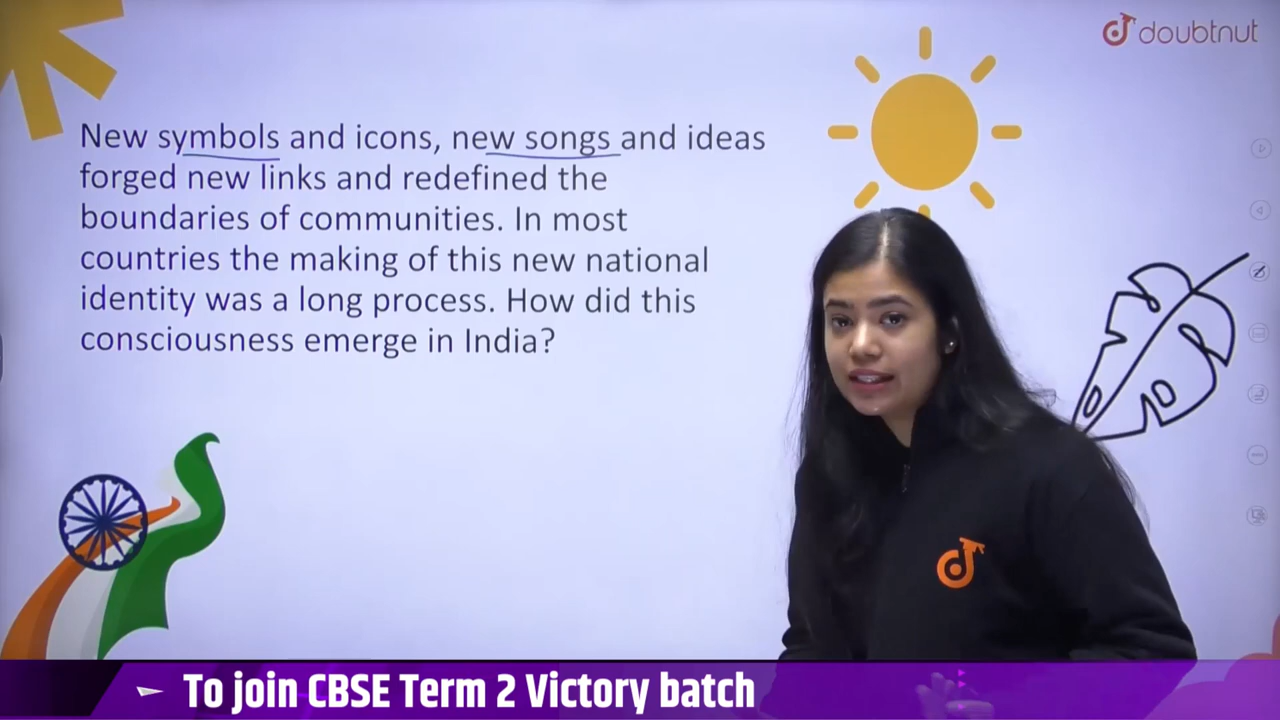 doubtnut
New symbols and icons, new songs and ideas
forged new links and redefined the
boundaries of communities. In most
countries the making of this new national
identity was a long process. How did this
consciousness emerge in India?
To join CBSE Term 2 Victory batch